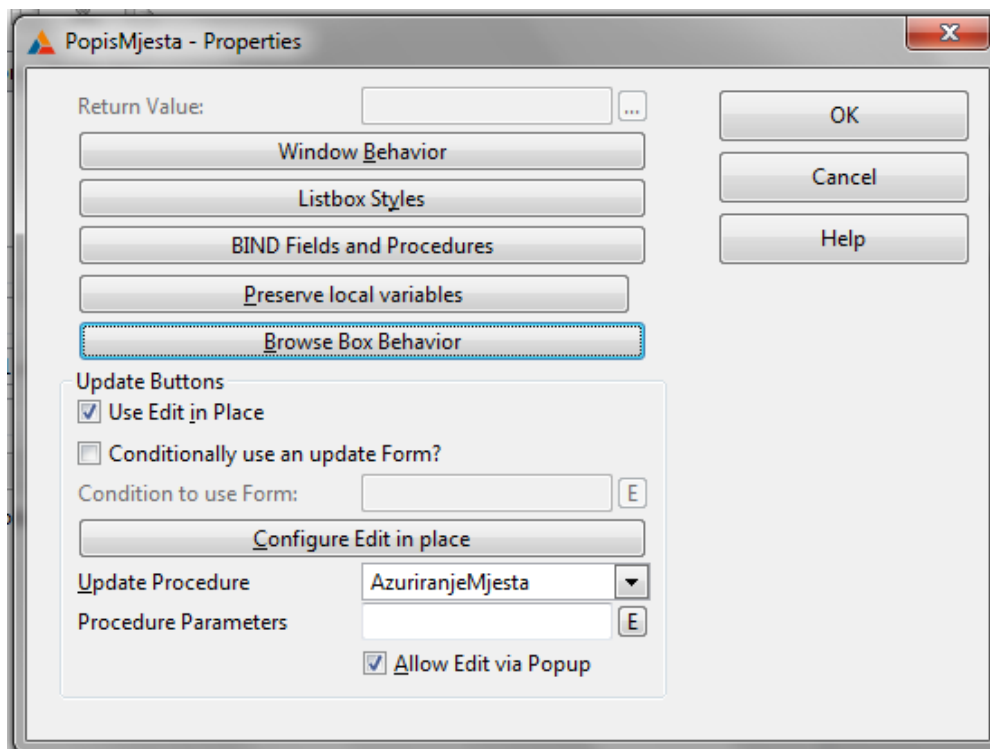 PopisMjesta - Properties
Return Value:
...
OK
Window Behavior
Cancel
Listbox Styles
Help
BIND Fields and Procedures
Preserve local variables
Browse Box Behavior
Update Buttons
Use Edit in Place
Conditionally use an update Form?
Condition to use Form:
E
Configure Edit in place
Update Procedure
AzuriranjeMjesta
Procedure Parameters
E
Allow Edit via Popup